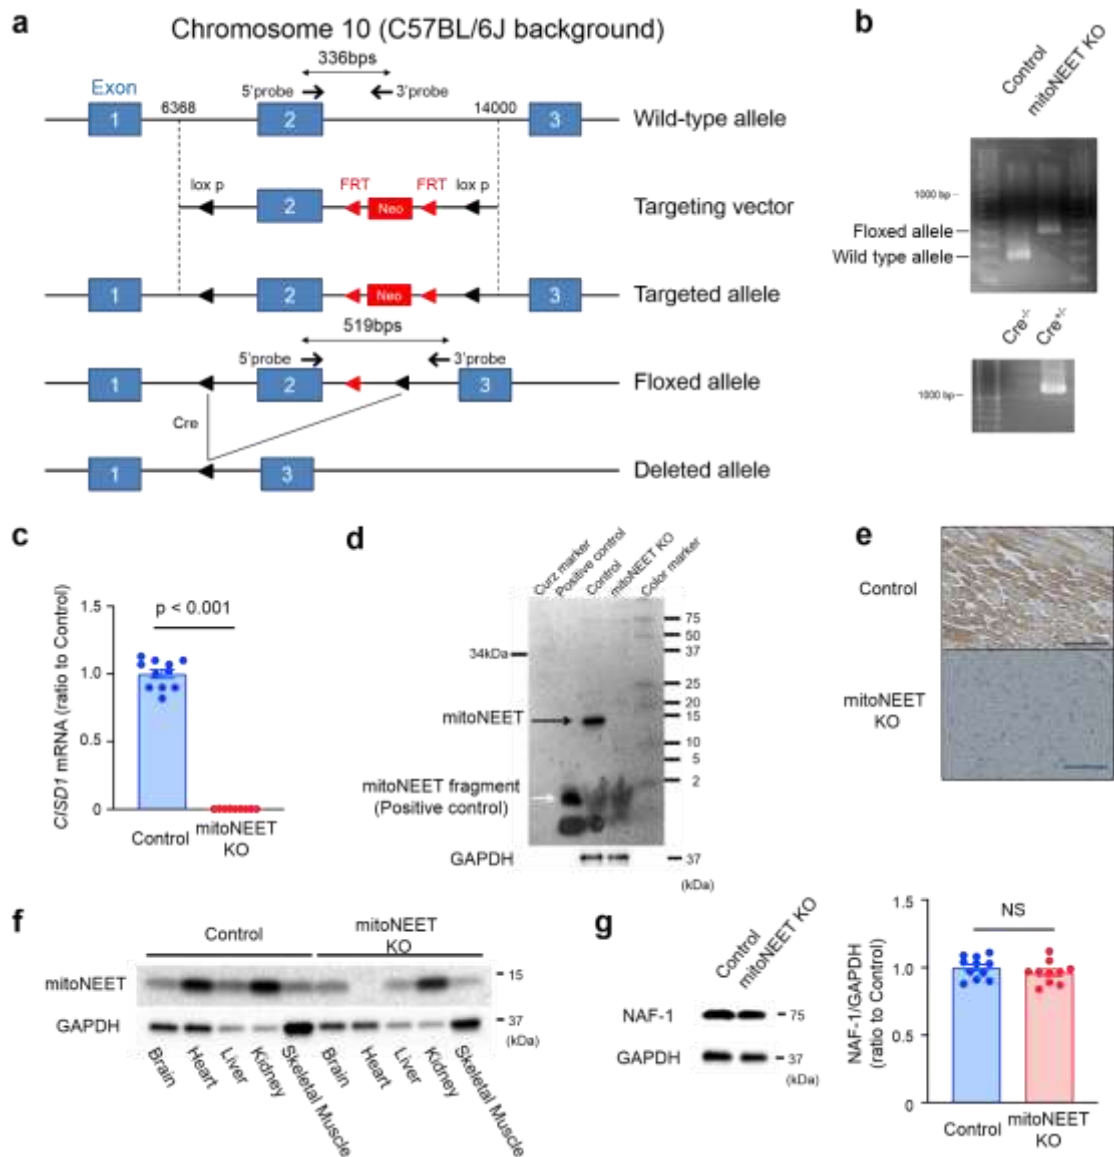 a
Chromosome 10 (C57BL/6J background)
336bps
Exon
6368
5'probe
3'probe
14000
1
2
3
Wild-type allele
lox p
FRT
FRT
lox p
2
Neo
Targeting vector
1
2
Neo
3
Targeted allele
519bps
5'probe
3'probe
1
2
3
Floxed allele
Cre
1
3
Deleted allele
b
Control
mitoNEET KO
1000 bp
Floxed allele
Wild type allele
Cre-/-
Cre+/-
1000 bp
c
CISD1 mRNA (ratio to Control)
1.5
1.0
0.5
0
p < 0.001
Control
mitoNEET
KO
d
Curz marker
Positive control
Control
mitoNEET KO
Color marker
34kDa
75
50
37
25
20
15
10
5
2
mitoNEET
mitoNEET fragment
(Positive control)
GAPDH
37
(kDa)
e
Control
mitoNEET
KO
f
Control
mitoNEET
KO
mitoNEET
15
GAPDH
37
(kDa)
Brain
Heart
Liver
Kidney
Skeletal Muscle
Brain
Heart
Liver
Kidney
Skeletal Muscle
g
Control
mitoNEET KO
NAF-1
75
GAPDH
37
(kDa)
NAF-1/GAPDH
(ratio to Control)
1.5
1.0
0.5
0
NS
Control
mitoNEET
KO